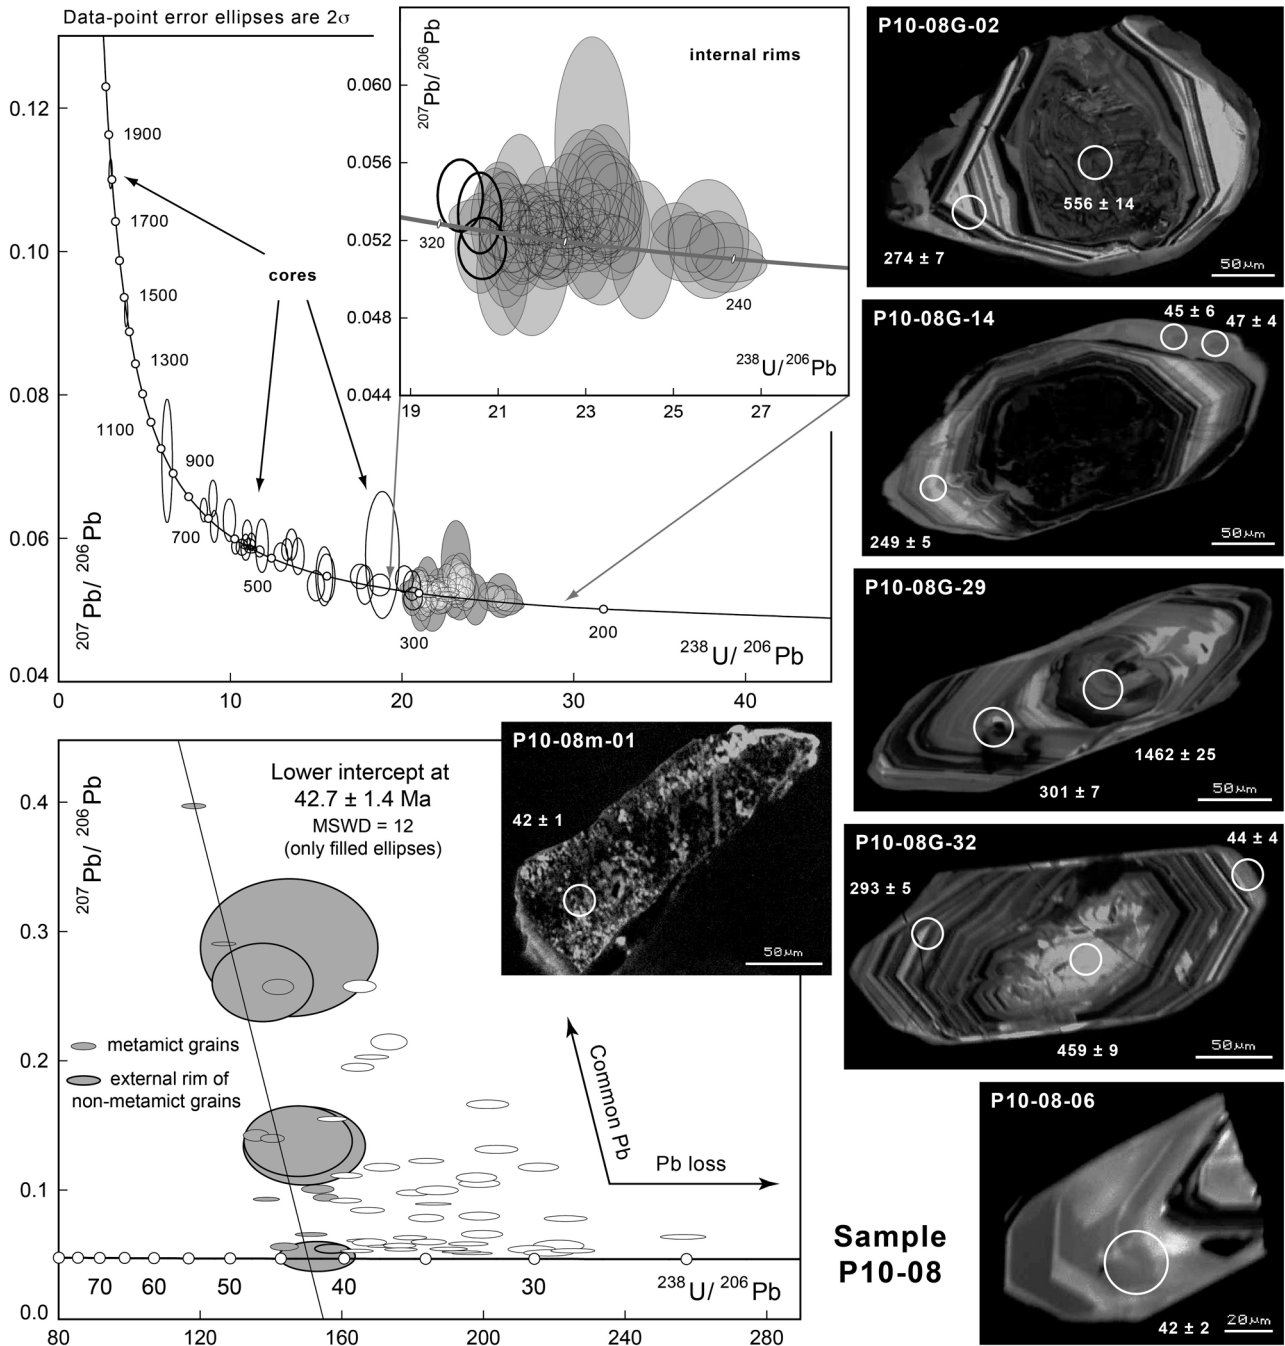 Data-point error ellipses are 2σ
0.12
0.10
0.08
0.06
0.04
207Pb/ 206Pb
1900
1700
1500
1300
1100
900
700
500
300
200
cores
238U/ 206Pb
0
10
20
30
40
internal rims
207Pb/ 206Pb
0.060
0.056
0.052
0.048
0.044
320
240
238U/ 206Pb
19
21
23
25
27
P10-08G-02
556 ± 14
274 ± 7
50µm
P10-08G-14
45 ± 6
47 ± 4
249 ± 5
50µm
P10-08G-29
1462 ± 25
301 ± 7
50µm
P10-08G-32
44 ± 4
293 ± 5
459 ± 9
50µm
P10-08m-01
42 ± 1
50µm
P10-08-06
42 ± 2
20µm
207Pb/ 206Pb
0.4
0.3
0.2
0.1
0.0
Lower intercept at
42.7 ± 1.4 Ma
MSWD = 12
(only filled ellipses)
metamict grains
external rim of
non-metamict grains
Common Pb
Pb loss
70
60
50
40
30
238U/ 206Pb
80
120
160
200
240
280
Sample
P10-08